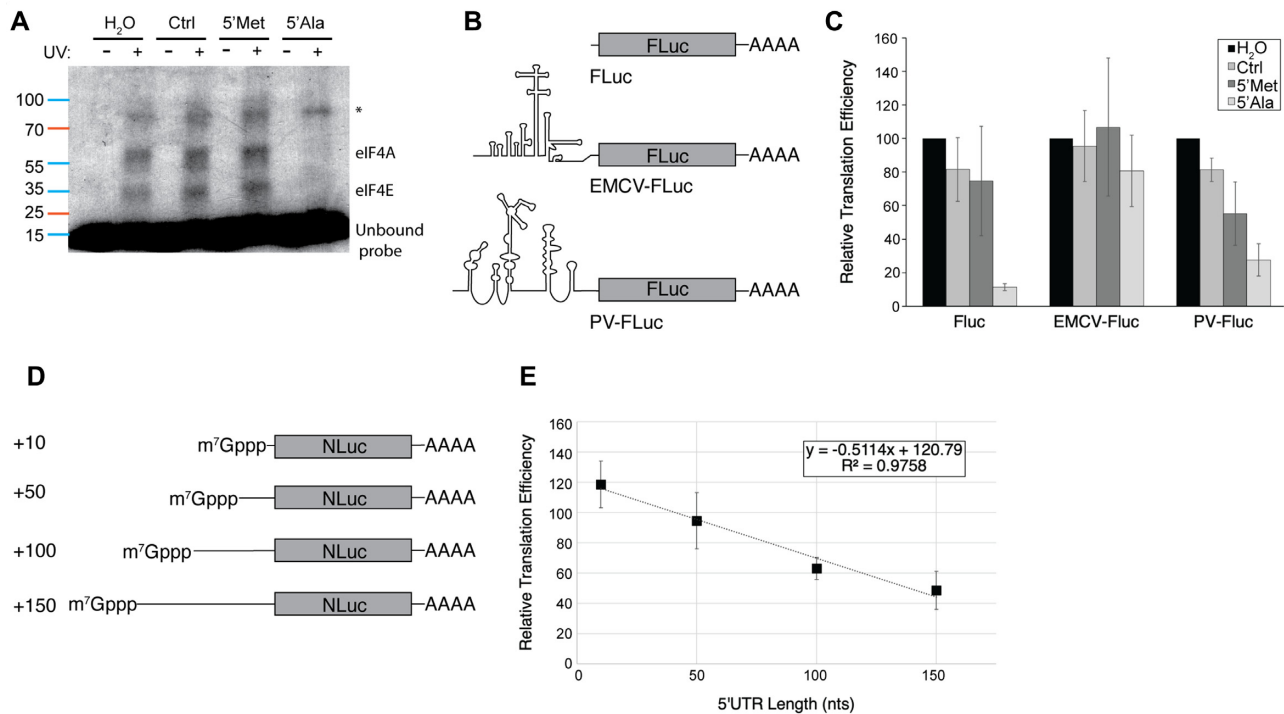 A
H2O Ctrl 5'Met 5'Ala
UV: - + - + - + - +
100
70
55
35
25
15
*
eIF4A
eIF4E
Unbound
probe
B
FLuc AAAA
FLuc
FLuc AAAA
EMCV-FLuc
FLuc AAAA
PV-FLuc
C
Relative Translation Efficiency
160
140
120
100
80
60
40
20
0
Fluc EMCV-Fluc PV-Fluc
H2O
Ctrl
5'Met
5'Ala
D
+10 m7Gppp NLuc AAAA
+50 m7Gppp NLuc AAAA
+100 m7Gppp NLuc AAAA
+150 m7Gppp NLuc AAAA
E
Relative Translation Efficiency
160
140
120
100
80
60
40
20
0
y = -0.5114x + 120.79
R² = 0.9758
0 50 100 150
5'UTR Length (nts)